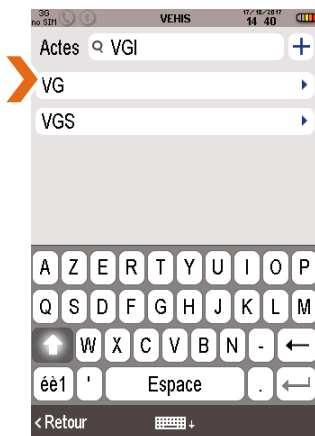 3G
no SIM VEHIS 17/10/2017
14 40
Actes VGI +
VG
VGS
A Z E R T Y U I O P
Q S D F G H J K L M
W X C V B N - ←
éè1 ' Espace .
< Retour